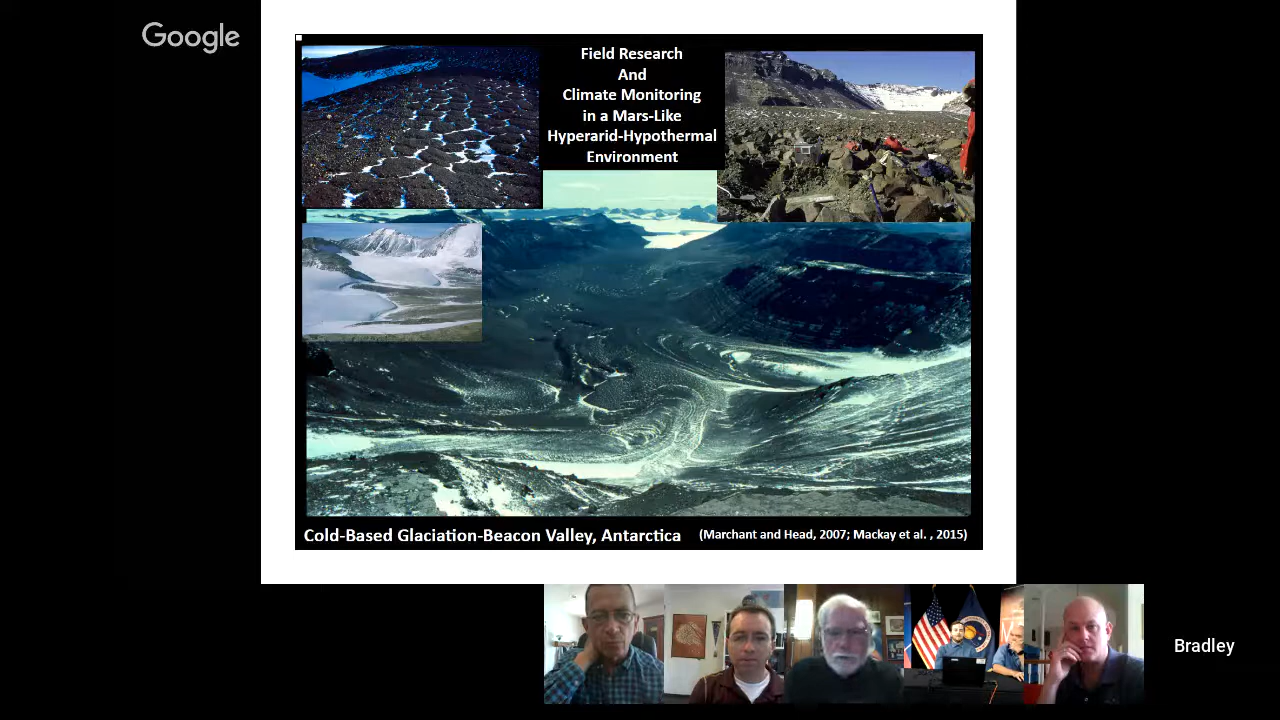 Google
Field Research
And
Climate Monitoring
in a Mars-Like
Hyperarid-Hypothermal
Environment
Cold-Based Glaciation-Beacon Valley, Antarctica (Marchant and Head, 2007; Mackay et al. , 2015)
Bradley